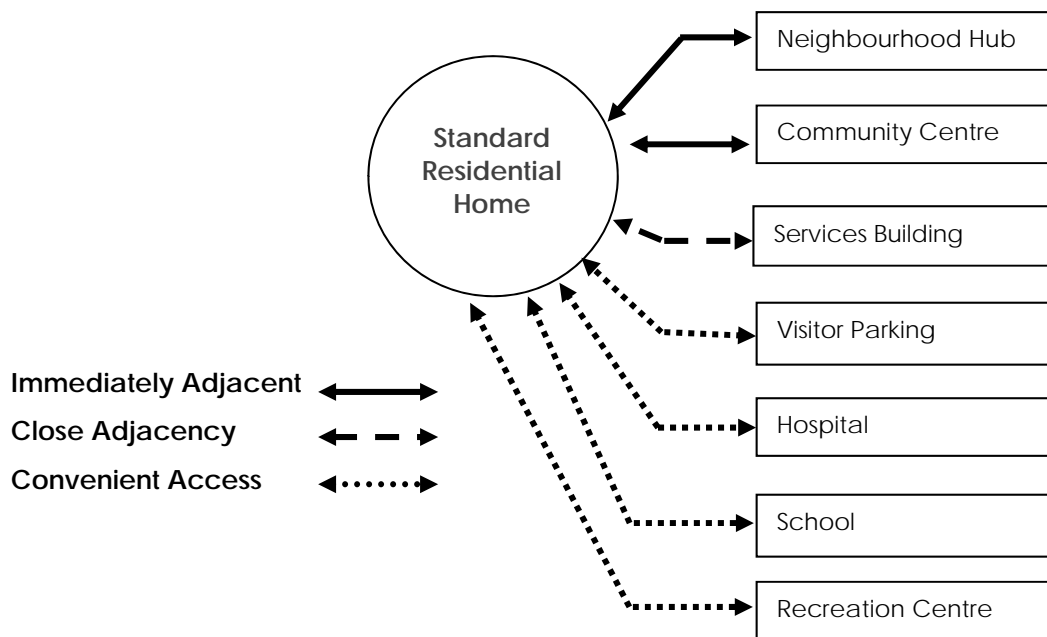 Neighbourhood Hub
Community Centre
Standard
Residential
Home
Services Building
Visitor Parking
Immediately Adjacent
Close Adjacency
Convenient Access
Hospital
School
Recreation Centre